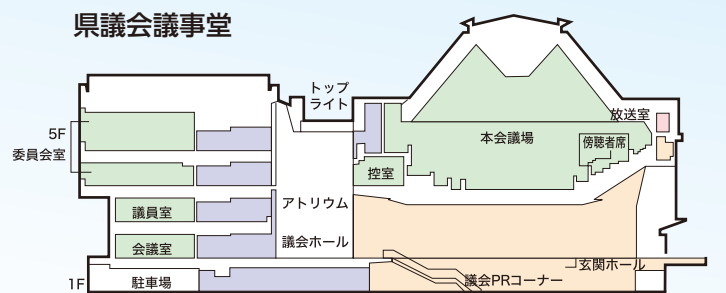 県議会議事堂
トップ
ライト
放送室
5F
委員会室
本会議場
傍聴者席
控室
議員室
アトリウム
会議室
議会ホール
玄関ホール
1F
駐車場
議会PRコーナー